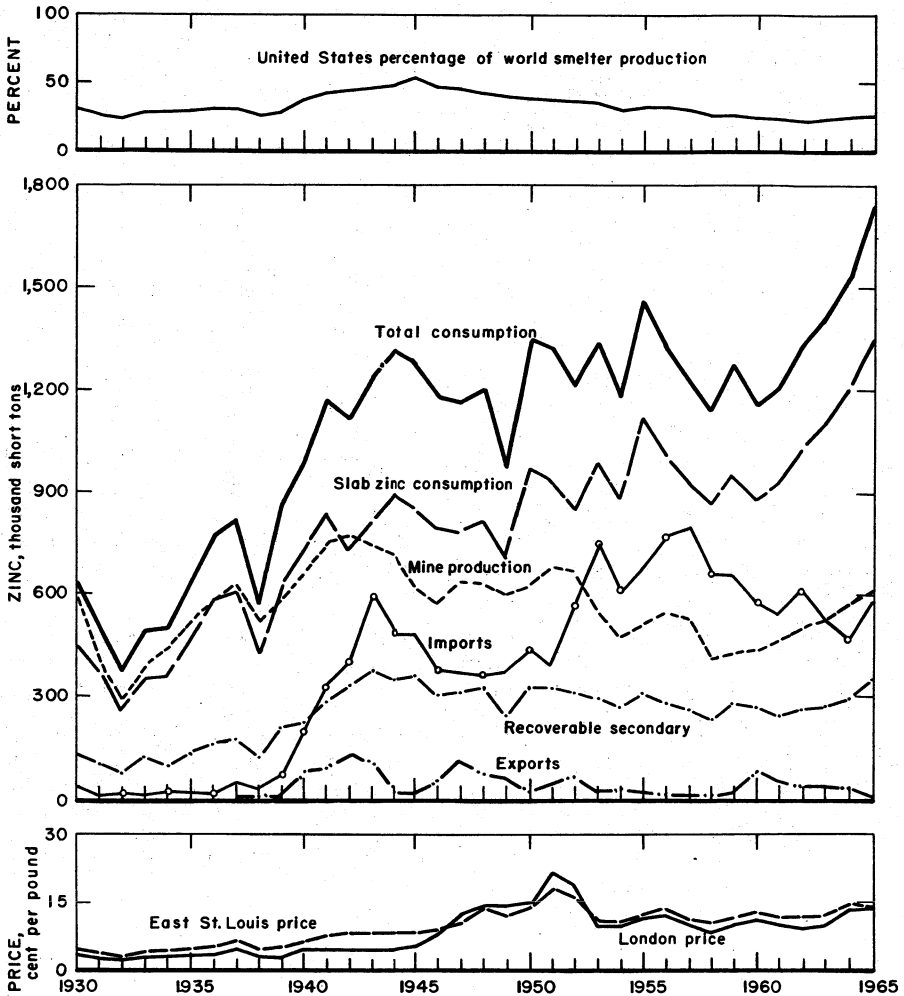 100
50
0
PERCENT
United States percentage of world smelter production
1,800
1,500
1,200
900
600
300
0
ZINC, thousand short tons
Total consumption
Slab zinc consumption
Mine production
Imports
Recoverable secondary
Exports
30
15
0
PRICE,
cent per pound
East St. Louis price
London price
1930 1935 1940 1945 1950 1955 1960 1965